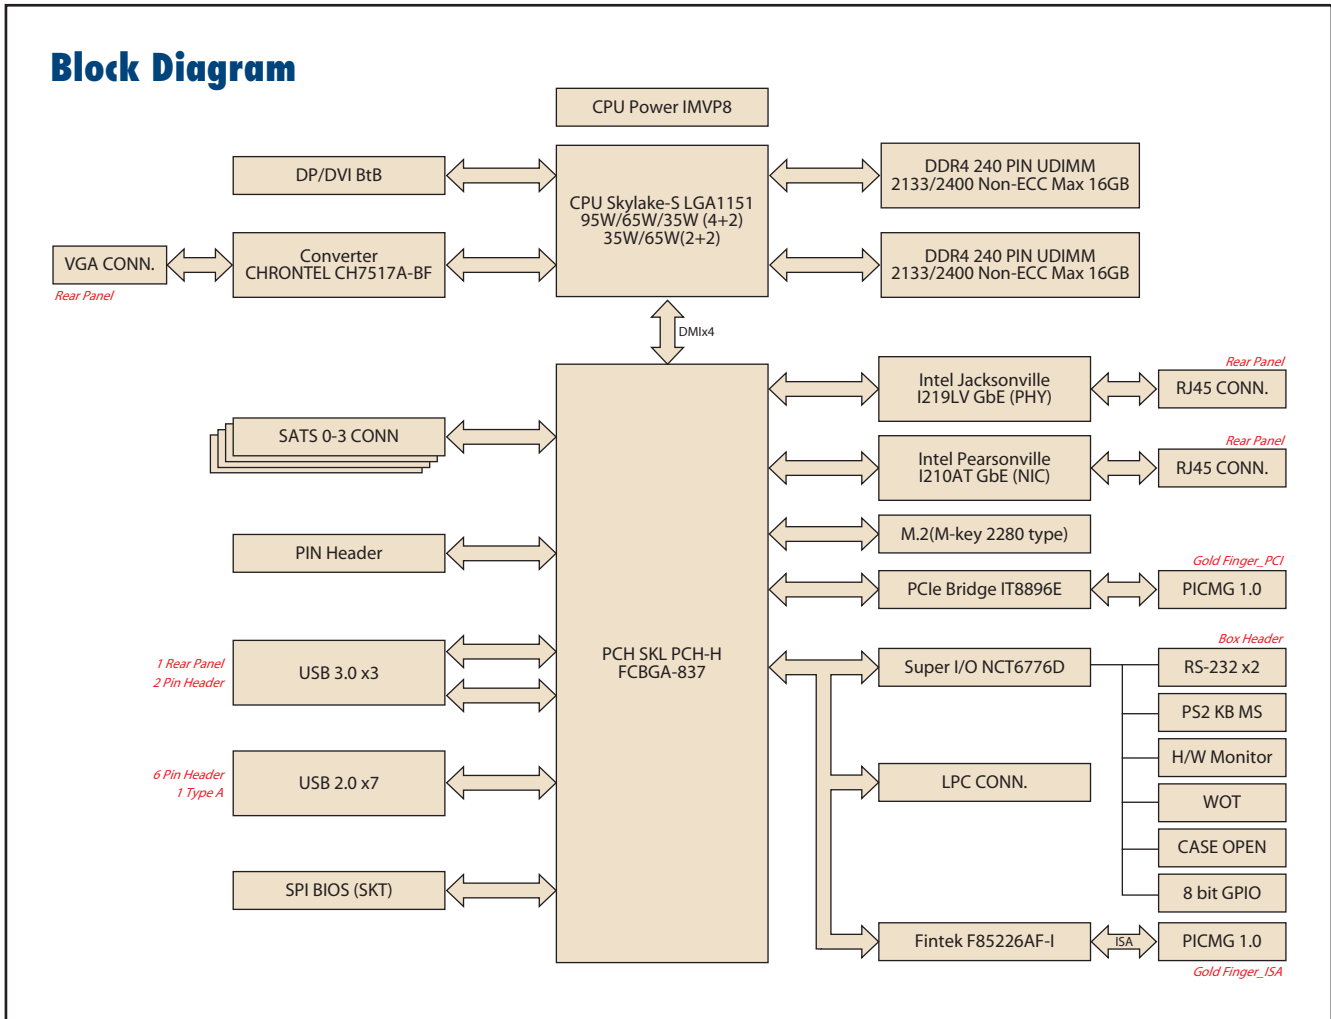 Block Diagram
CPU Power IMVP8
DP/DVI BtB
CPU Skylake-S LGA1151
95W/65W/35W (4+2)
35W/65W(2+2)
DDR4 240 PIN UDIMM
2133/2400 Non-ECC Max 16GB
VGA CONN.
Rear Panel
Converter
CHRONTEL CH7517A-BF
DDR4 240 PIN UDIMM
2133/2400 Non-ECC Max 16GB
DMIx4
SATS 0-3 CONN
PIN Header
1 Rear Panel
2 Pin Header
USB 3.0 x3
6 Pin Header
1 Type A
USB 2.0 x7
SPI BIOS (SKT)
PCH SKL PCH-H
FCBGA-837
Intel Jacksonville
I219LV GbE (PHY)
Rear Panel
RJ45 CONN.
Intel Pearsonville
I210AT GbE (NIC)
Rear Panel
RJ45 CONN.
M.2(M-key 2280 type)
PCIe Bridge IT8896E
Gold Finger_PCI
PICMG 1.0
Super I/O NCT6776D
Box Header
RS-232 x2
PS2 KB MS
H/W Monitor
WOT
CASE OPEN
8 bit GPIO
LPC CONN.
Fintek F85226AF-I
ISA
PICMG 1.0
Gold Finger_ISA